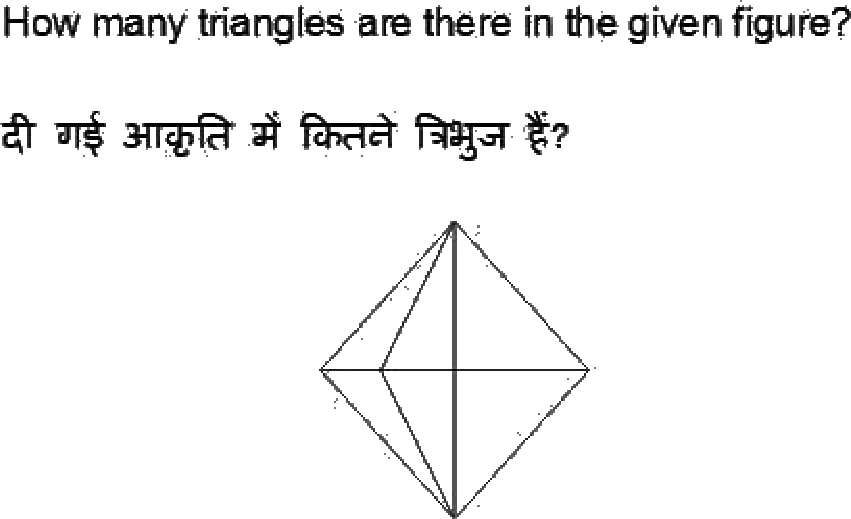 How many triangles are there in the given figure?
दी गई आकृति में कितने त्रिभुज हैं?